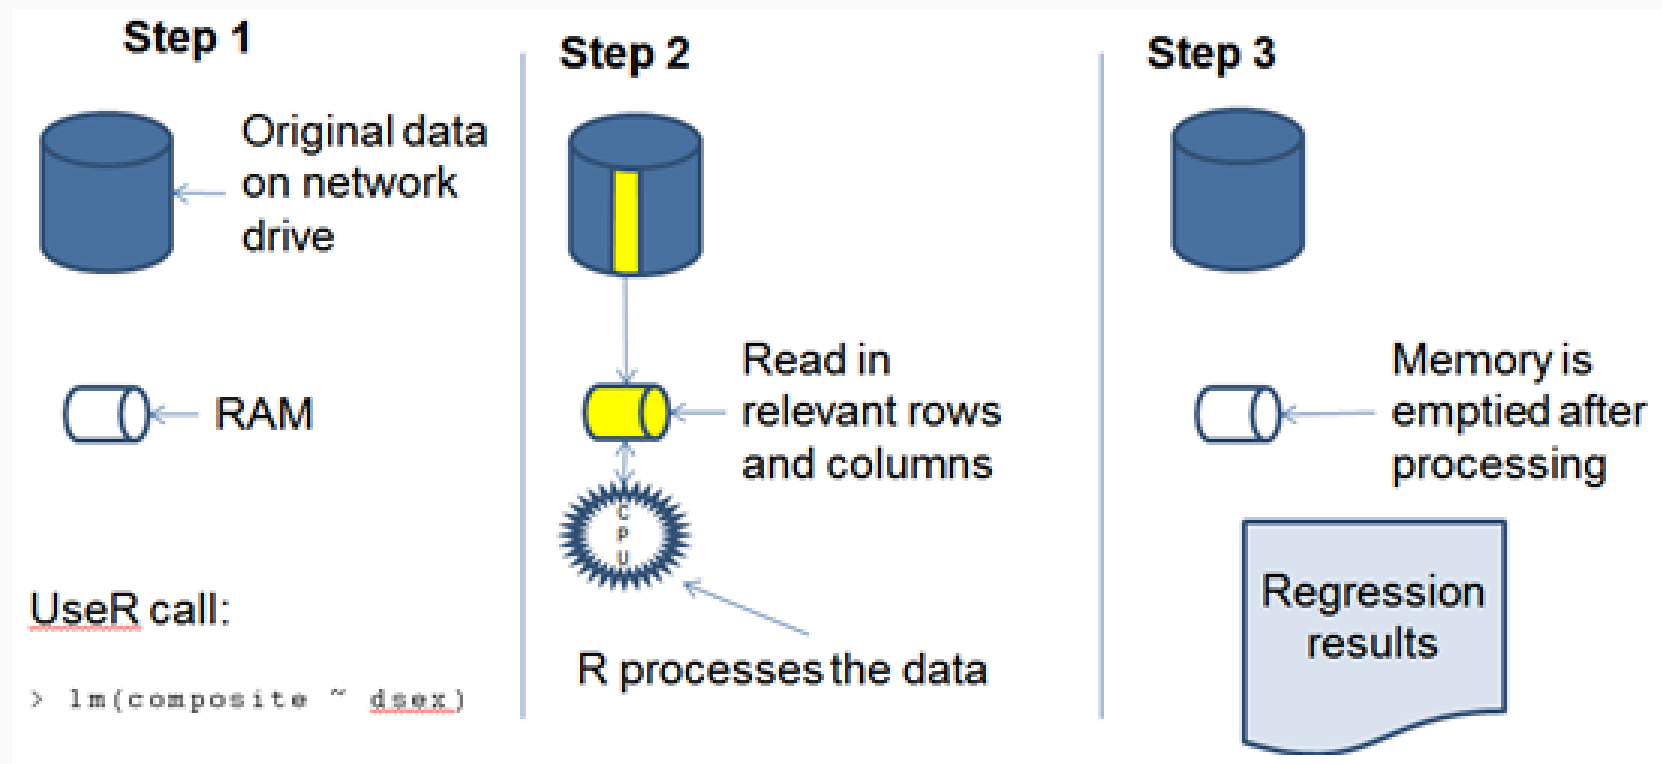 Step 1
Original data
on network
drive
RAM
UseR call:
> lm(composite ~ dsex)
Step 2
Read in
relevant rows
and columns
C
P
U
R processes the data
Step 3
Memory is
emptied after
processing
Regression
results